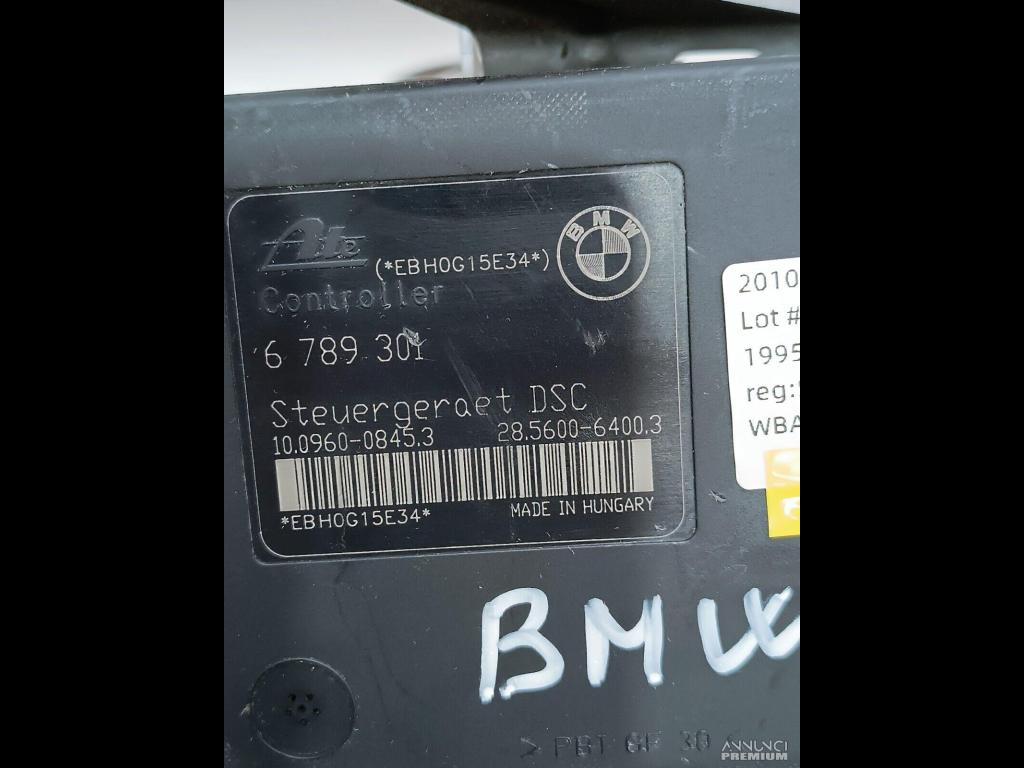 Ate
(*EBH0G15E34*)
BMW
Controller
6 789 301
Steuergeraet DSC
10.0960-0845.3 28.5600-6400.3
*EBH0G15E34*
MADE IN HUNGARY
2010
Lot #
1995
reg:
WBA
BMW
> PBT GF 30
ANNUNCI
PREMIUM